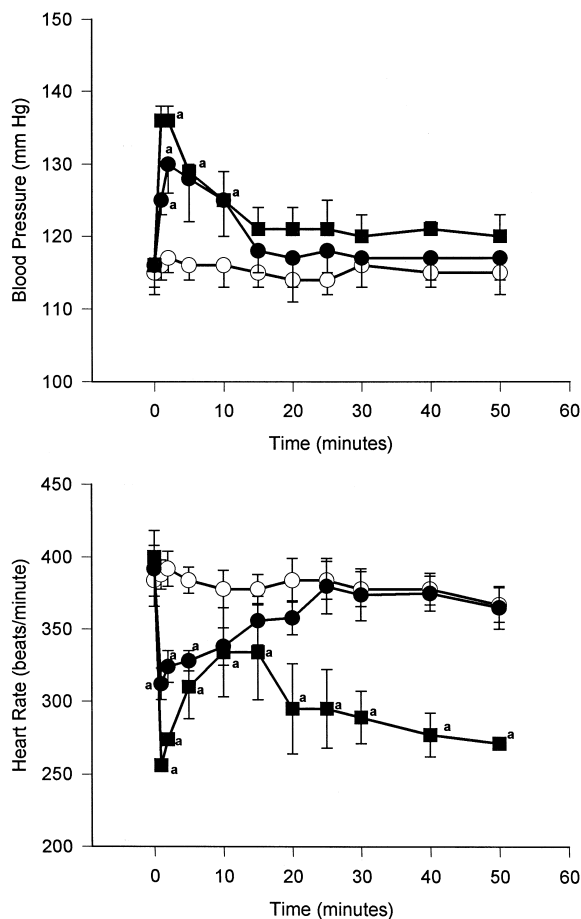 150
140
130
120
110
100
Blood Pressure (mm Hg)
a
a
a
a
a
0 10 20 30 40 50 60
Time (minutes)
450
400
350
300
250
200
Heart Rate (beats/minute)
a
a
a
a
a
a
a
a
a
a
a
a
a
0 10 20 30 40 50 60
Time (minutes)